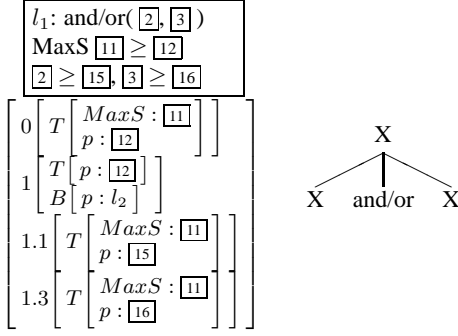 l₁: and/or( 2, 3 )
MaxS 11 ≥ 12
2 ≥ 15, 3 ≥ 16
0 [ T [ MaxS : 11
p : 12 ] ]
1 [ T [ p : 12 ]
B [ p : l₂ ] ]
1.1 [ T [ MaxS : 11
p : 15 ] ]
1.3 [ T [ MaxS : 11
p : 16 ] ]
X
X and/or X